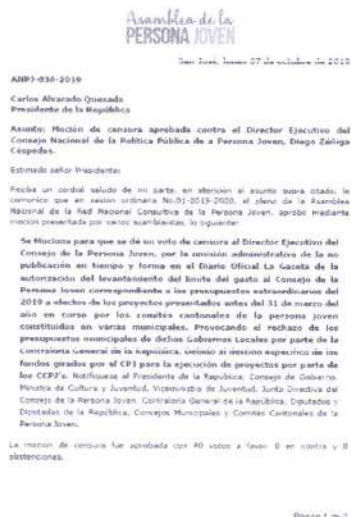 Asamblea de la
PERSONA JOVEN
San José, lunes 07 de octubre de 2019
ANPJ-030-2019
Carlos Alvarado Quesada
Presidente de la República
Asunto: Moción de censura aprobada contra el Director Ejecutivo del
Consejo Nacional de la Política Pública de a Persona Joven, Diego Zúñiga
Céspedes.
Estimado señor Presidente:
Reciba un cordial saludo de mi parte, en atención al asunto supra citado, le
comunico que en sesión ordinaria No.01-2019-2020, el pleno de la Asamblea
Nacional de la Red Nacional Consultiva de la Persona Joven, aprobo mediante
moción presentada por varios asambleístas, lo siguiente:
Se Mociona para que se dé un voto de censura al Director Ejecutivo del
Consejo de la Persona Joven, por la omisión administrativa de la no
publicación en tiempo y forma en el Diario Oficial La Gaceta de la
autorización del levantamiento del límite del gasto al Consejo de la
Persona Joven correspondiente a los presupuestos extraordinarios del
2019 a efectos de los proyectos presentados antes del 31 de marzo del
año en curso por los comités cantonales de la persona joven
constituidos en varias municipales. Provocando el rechazo de los
presupuestos municipales de dichos Gobiernos Locales por parte de la
Contraloría General de la República. Debido al destino específico de los
fondos girados por el CPJ para la ejecución de proyectos por parte de
los CCPJ's. Notifíquese al Presidente de la República, Consejo de Gobierno,
Ministra de Cultura y Juventud, Viceministra de Juventud, Junta Directiva del
Consejo de la Persona Joven, Contraloría General de la República, Diputados y
Diputadas de la República, Concejos Municipales y Comités Cantonales de la
Persona Joven.
La moción de censura fue aprobada con 40 votos a favor, 0 en contra y 8
abstenciones.
Página 1 de 2